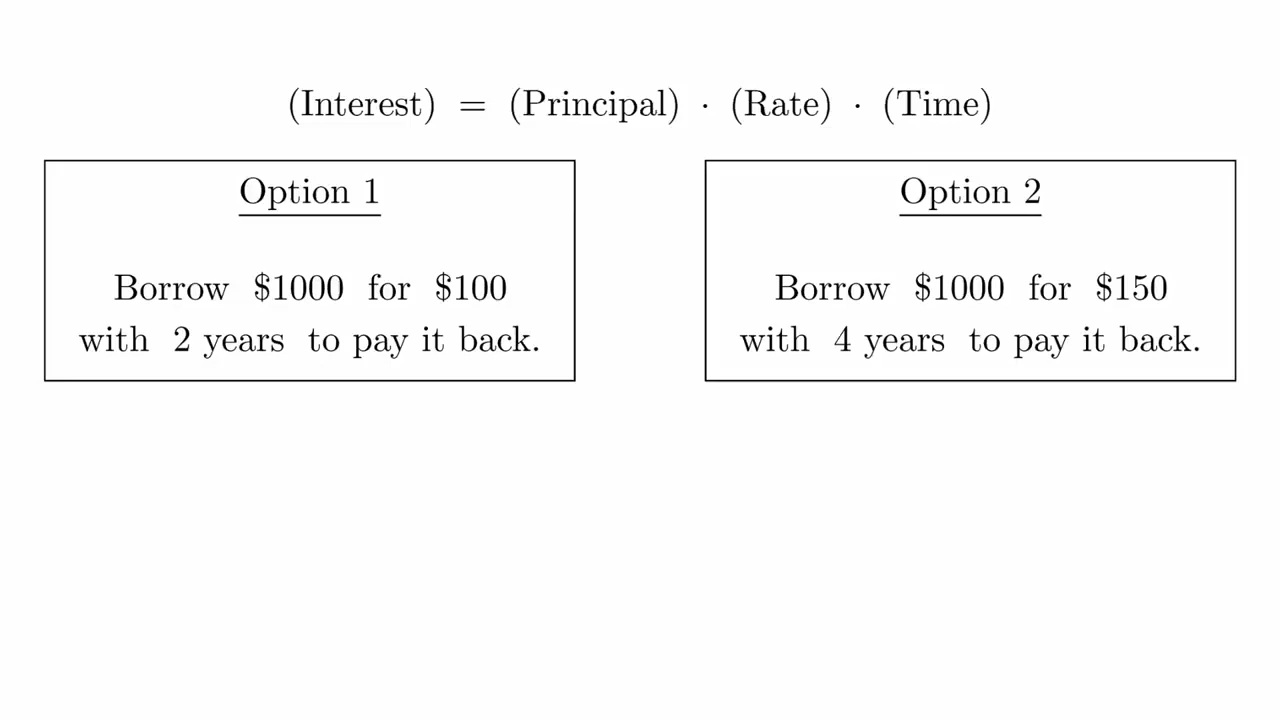 (Interest) = (Principal) · (Rate) · (Time)
Option 1
Borrow $1000 for $100
with 2 years to pay it back.
Option 2
Borrow $1000 for $150
with 4 years to pay it back.